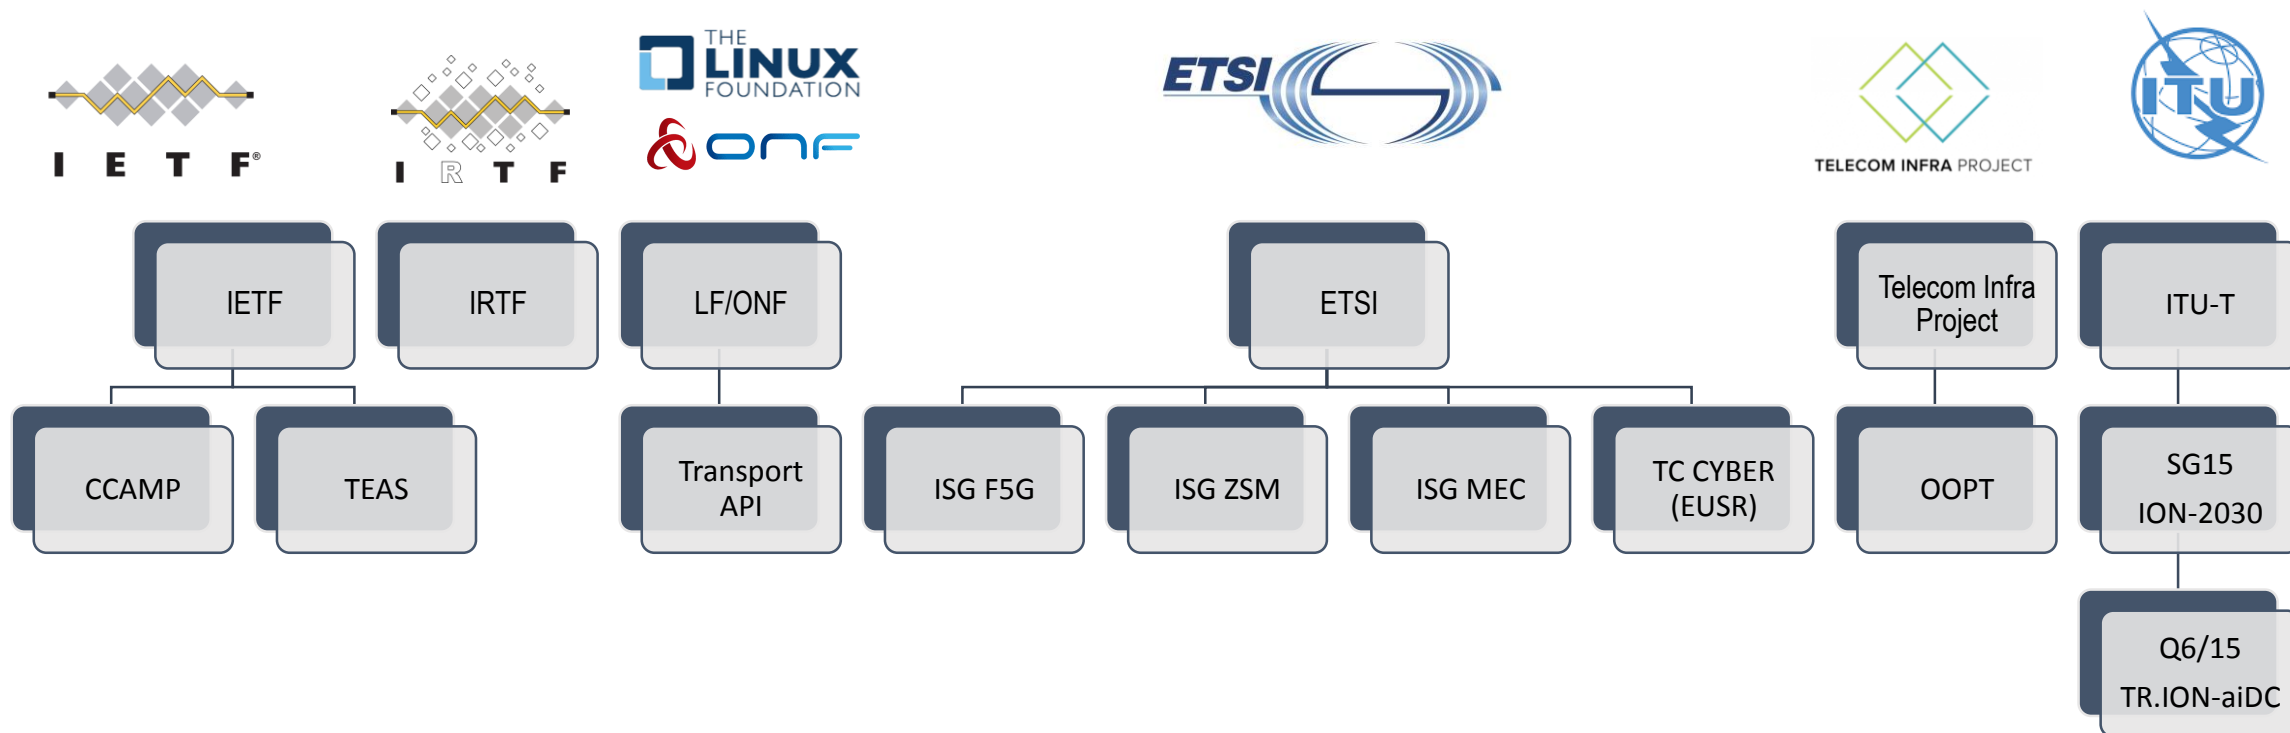 I E T F®
I R T F
THE
LINUX
FOUNDATION
ONF
ETSI
TELECOM INFRA PROJECT
ITU
IETF
IRTF
LF/ONF
ETSI
Telecom Infra
Project
ITU-T
CCAMP
TEAS
Transport
API
ISG F5G
ISG ZSM
ISG MEC
TC CYBER
(EUSR)
OOPT
SG15
ION-2030
Q6/15
TR.ION-aiDC